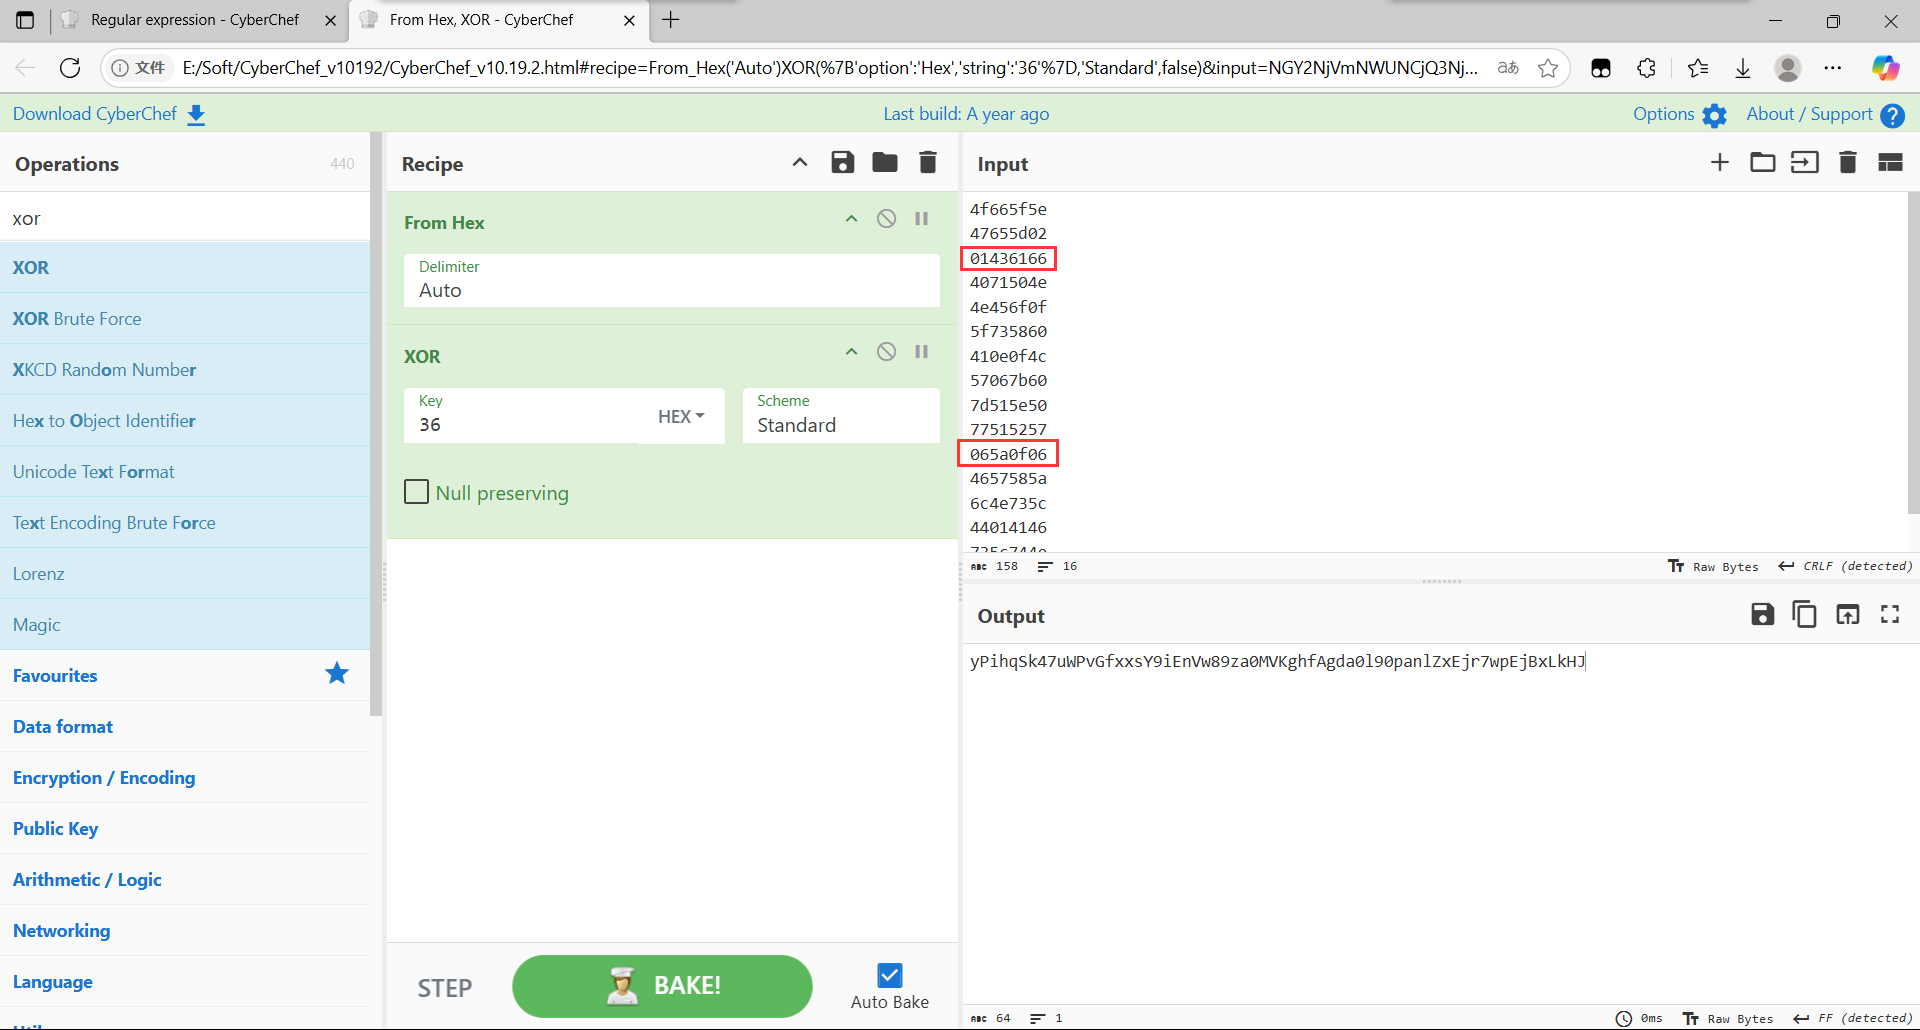 Regular expression - CyberChef
From Hex, XOR - CyberChef
文件
E:/Soft/CyberChef_v10192/CyberChef_v10.19.2.html#recipe=From_Hex('Auto')XOR(%7B'option':'Hex','string':'36'%7D,'Standard',false)&input=NGY2NjVmNWUNCjQ3Nj...
aあ
Download CyberChef
Last build: A year ago
Options
About / Support
Operations
440
xor
XOR
XOR Brute Force
XKCD Random Number
Hex to Object Identifier
Unicode Text Format
Text Encoding Brute Force
Lorenz
Magic
Favourites
Data format
Encryption / Encoding
Public Key
Arithmetic / Logic
Networking
Language
Recipe
From Hex
Delimiter
Auto
XOR
Key
36
HEX
Scheme
Standard
Null preserving
STEP
BAKE!
Auto Bake
Input
4f665f5e
47655d02
01436166
4071504e
4e456f0f
5f735860
410e0f4c
57067b60
7d515e50
77515257
065a0f06
4657585a
6c4e735c
44014146
735c744e
ABC 158
16
Raw Bytes
CRLF (detected)
Output
yPihqSk47uWPvGfxxsY9iEnVw89za0MVKghfAgda0l90panlZxEjr7wpEjBxLkHJ
ABC 64
1
0ms
Raw Bytes
FF (detected)